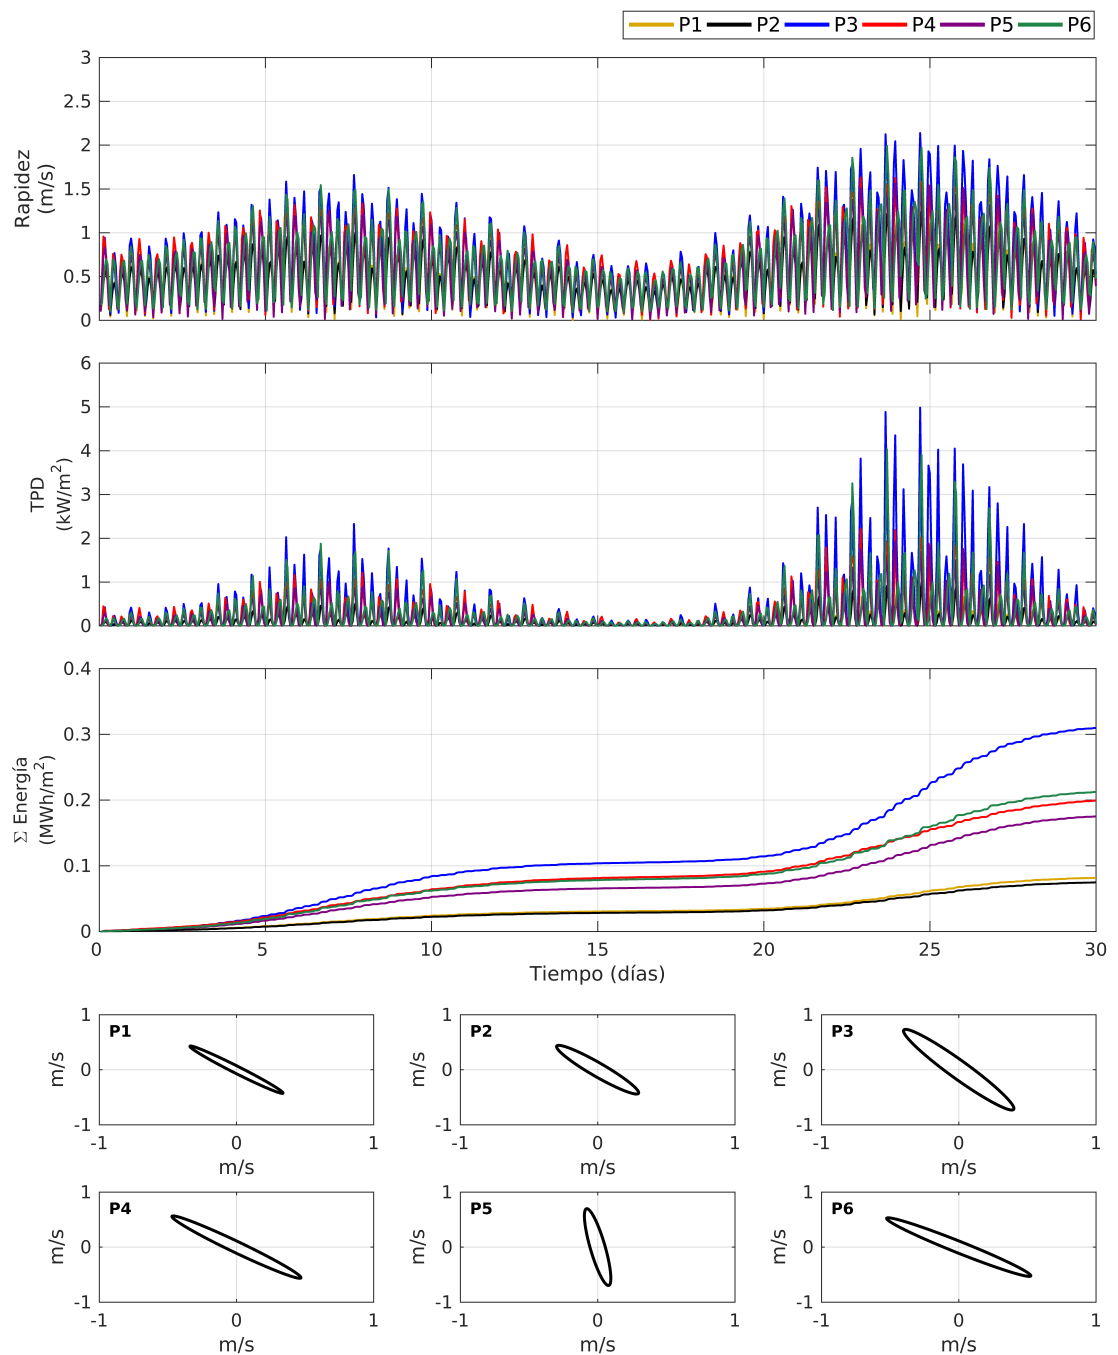 P1 P2 P3 P4 P5 P6
3
2.5
2
1.5
1
0.5
0
Rapidez
(m/s)
6
5
4
3
2
1
0
TPD
(kW/m²)
0.4
0.3
0.2
0.1
0
Σ Energía
(MWh/m²)
0 5 10 15 20 25 30
Tiempo (días)
P1
1
0
-1
m/s
-1 0 1
m/s
P2
1
0
-1
m/s
-1 0 1
m/s
P3
1
0
-1
m/s
-1 0 1
m/s
P4
1
0
-1
m/s
-1 0 1
m/s
P5
1
0
-1
m/s
-1 0 1
m/s
P6
1
0
-1
m/s
-1 0 1
m/s